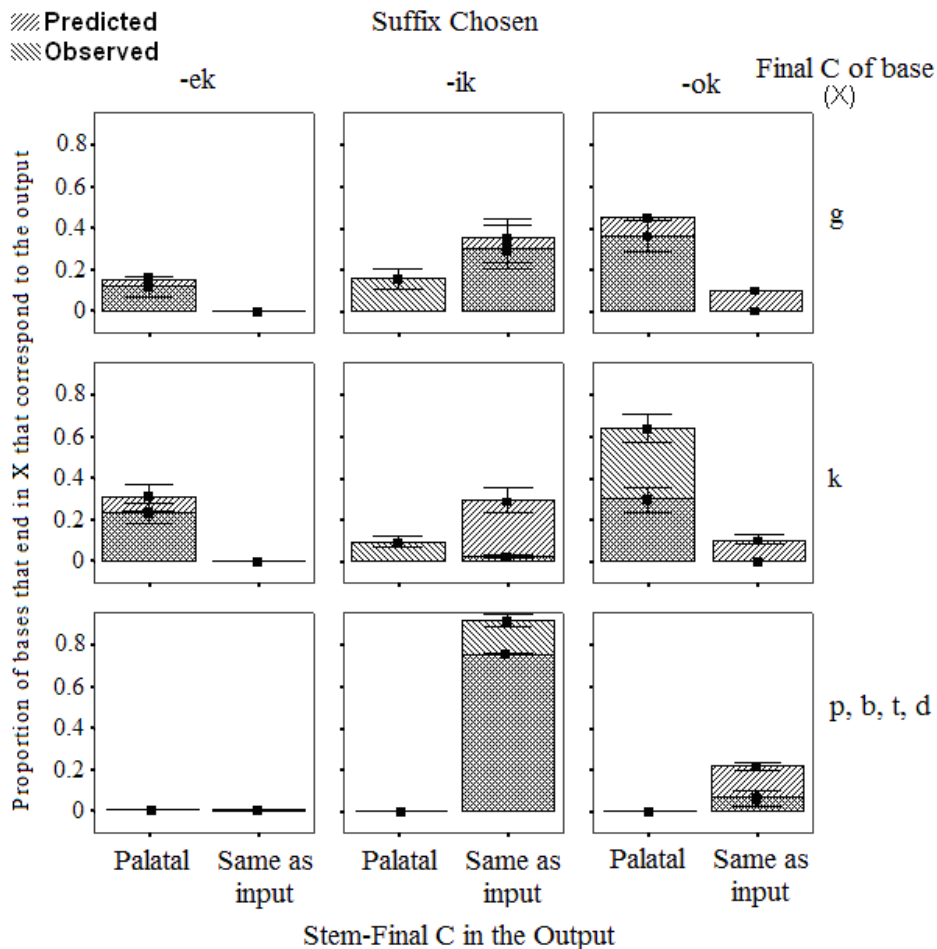 Predicted
Observed
Suffix Chosen
-ek
-ik
-ok
Final C of base
(X)
Proportion of bases that end in X that correspond to the output
0.8
0.6
0.4
0.2
0
g
0.8
0.6
0.4
0.2
0
k
0.8
0.6
0.4
0.2
0
p, b, t, d
Palatal
Same as
input
Palatal
Same as
input
Palatal
Same as
input
Stem-Final C in the Output